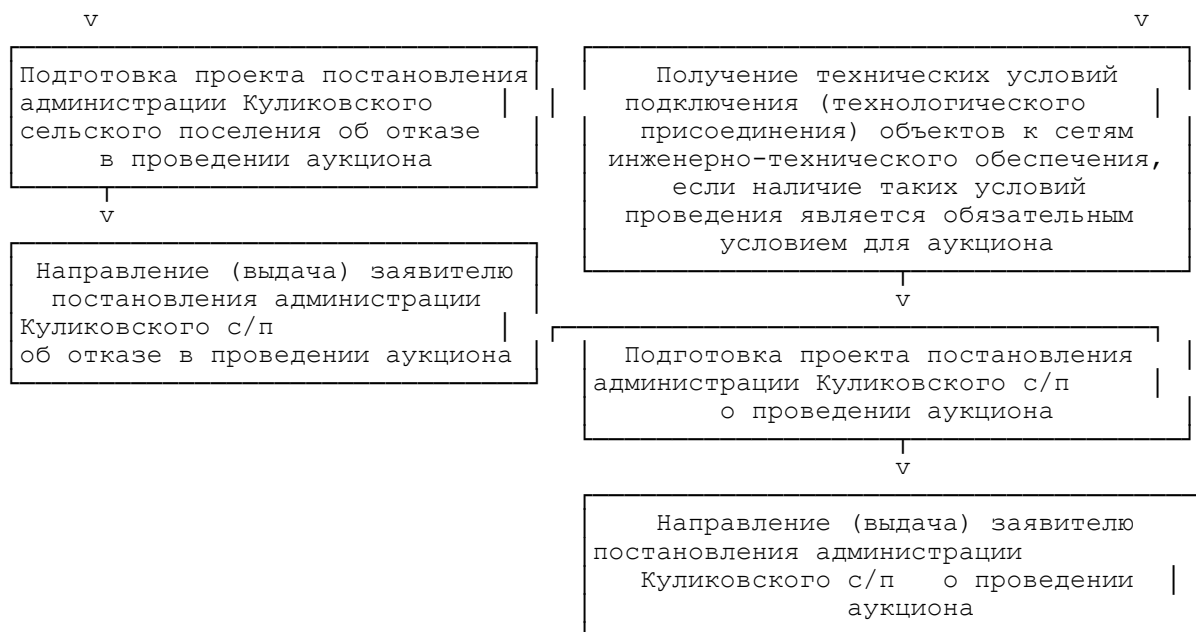 v
v
Подготовка проекта постановления
администрации Куликовского
сельского поселения об отказе
в проведении аукциона
v
Направление (выдача) заявителю
постановления администрации
Куликовского с/п
об отказе в проведении аукциона
Получение технических условий
подключения (технологического
присоединения) объектов к сетям
инженерно-технического обеспечения,
если наличие таких условий
проведения является обязательным
условием для аукциона
v
Подготовка проекта постановления
администрации Куликовского с/п
о проведении аукциона
v
Направление (выдача) заявителю
постановления администрации
Куликовского с/п о проведении
аукциона